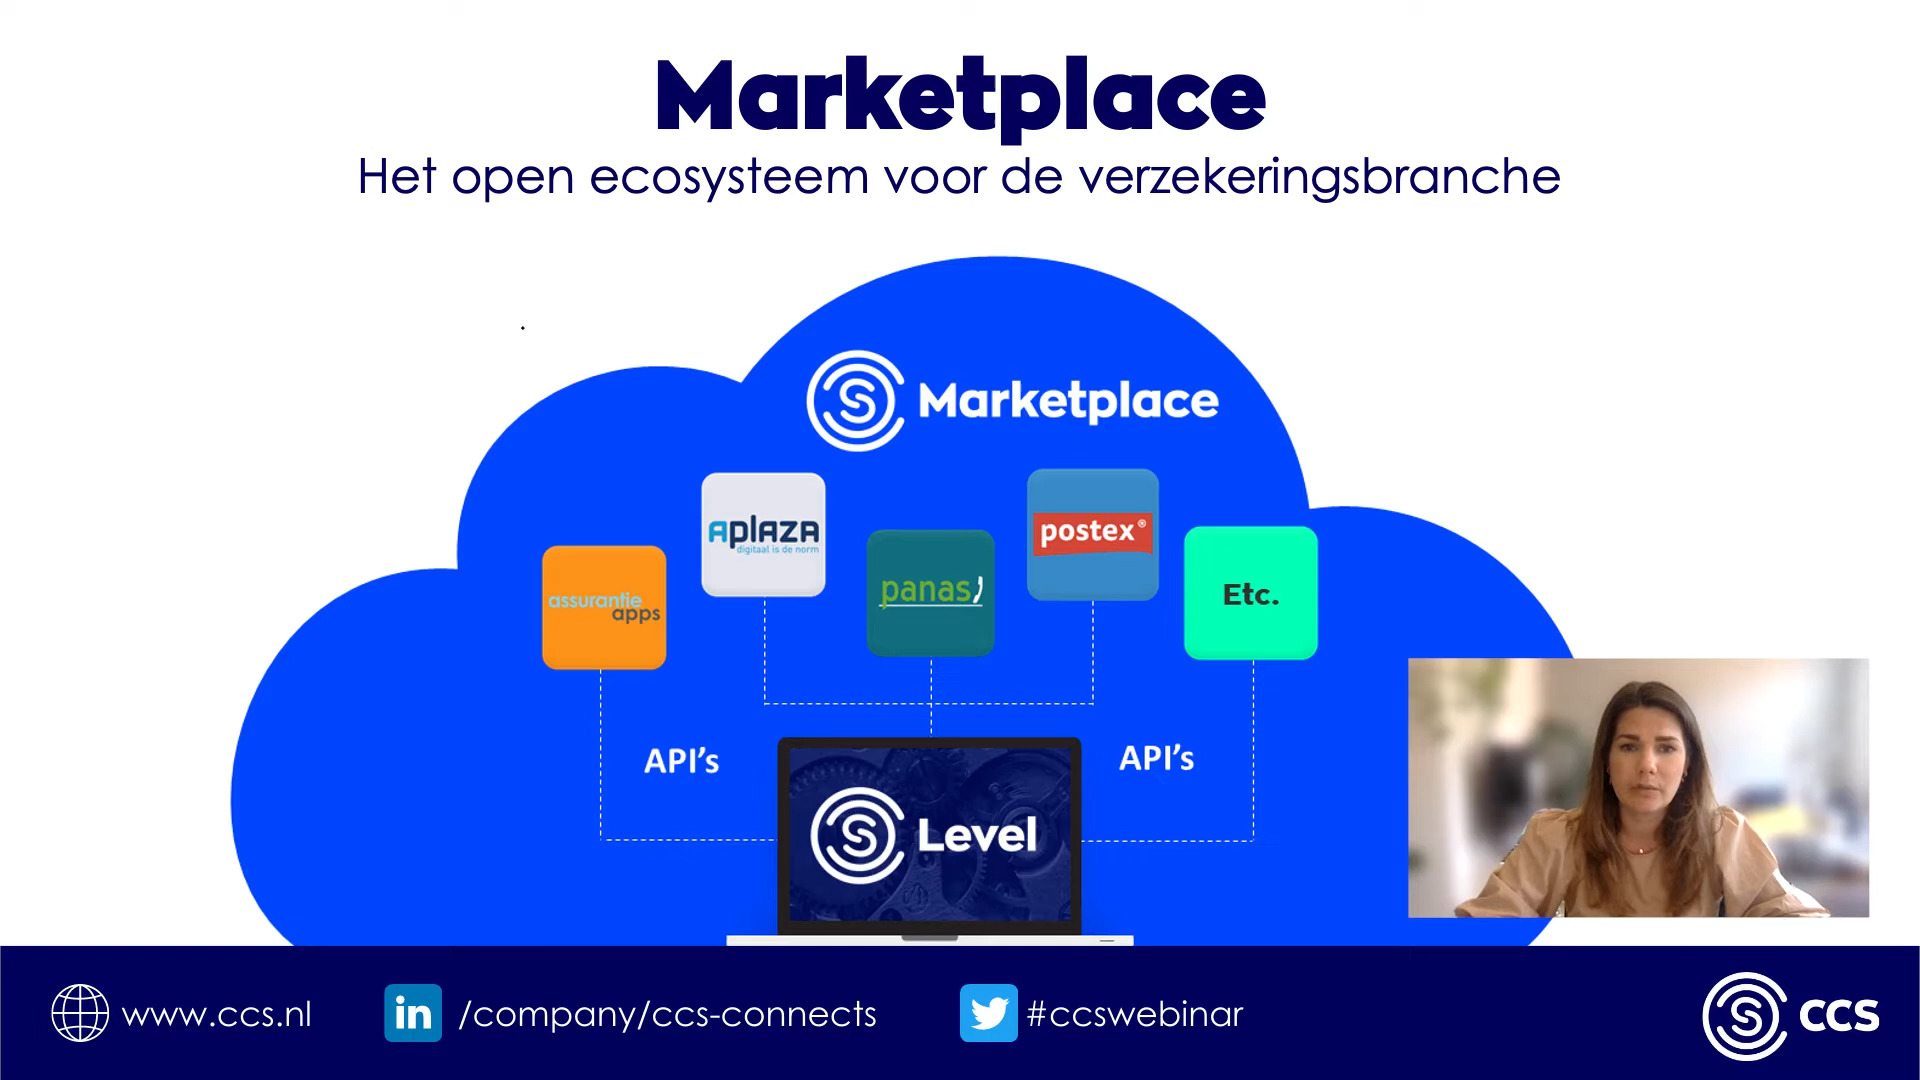 Marketplace
Het open ecosysteem voor de verzekeringsbranche
Marketplace
aplaza
digitaal is de norm
postex®
panas
Etc.
assurantie
apps
API's
API's
Level
www.ccs.nl
in
/company/ccs-connects
#ccswebinar
CCS